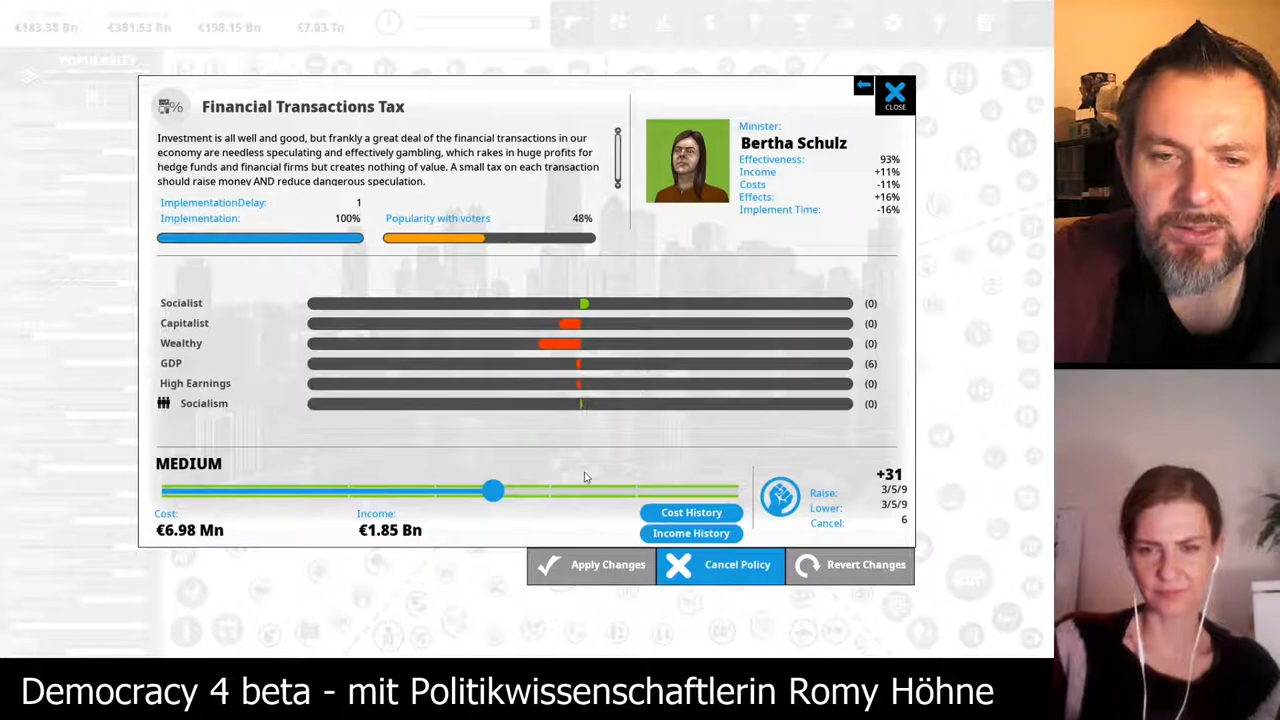 €183.38 Bn €381.53 Bn €198.15 Bn €7.03 Tn
Financial Transactions Tax
Investment is all well and good, but frankly a great deal of the financial transactions in our
economy are needless speculating and effectively gambling, which rakes in huge profits for
hedge funds and financial firms but creates nothing of value. A small tax on each transaction
should raise money AND reduce dangerous speculation.
ImplementationDelay: 1
Implementation: 100% Popularity with voters 48%
CLOSE
Minister:
Bertha Schulz
Effectiveness: 93%
Income +11%
Costs -11%
Effects: +16%
Implement Time: -16%
Socialist (0)
Capitalist (0)
Wealthy (0)
GDP (6)
High Earnings (0)
Socialism (0)
MEDIUM
Cost: Income:
€6.98 Mn €1.85 Bn
Cost History
Income History
+31
Raise: 3/5/9
Lower: 3/5/9
Cancel: 6
Apply Changes Cancel Policy Revert Changes
Democracy 4 beta - mit Politikwissenschaftlerin Romy Höhne